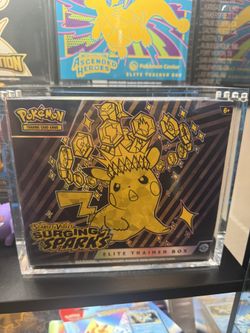 ASCENDED HEROES
Pokémon Center
ELITE TRAINER BOX
POKÉMON
TRADING CARD GAME
6+
SCARLET & VIOLET
SURGING
SPARKS
ELITE TRAINER BOX